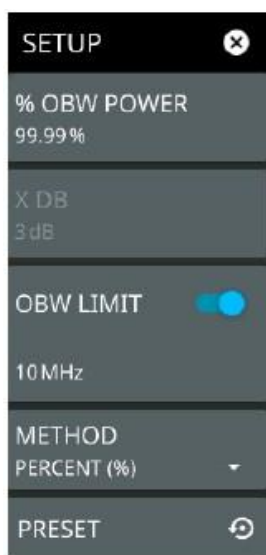 SETUP
% OBW POWER
99.99%
X DB
3 dB
OBW LIMIT
10 MHz
METHOD
PERCENT (%)
PRESET